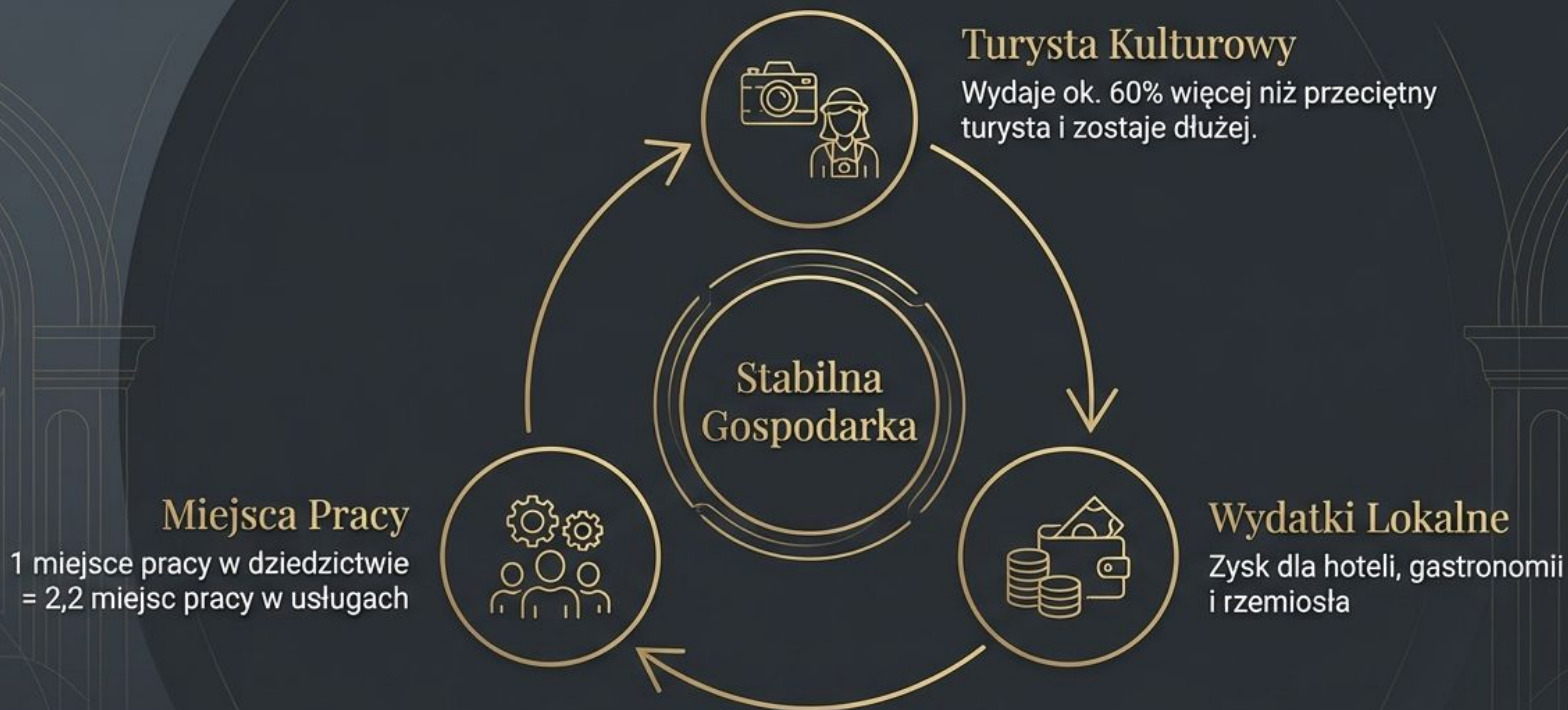 Turysta Kulturowy
Wydaje ok. 60% więcej niż przeciętny
turysta i zostaje dłużej.
Stabilna
Gospodarka
Miejsca Pracy
1 miejsce pracy w dziedzictwie
= 2,2 miejsc pracy w usługach
Wydatki Lokalne
Zysk dla hoteli, gastronomii
i rzemiosła